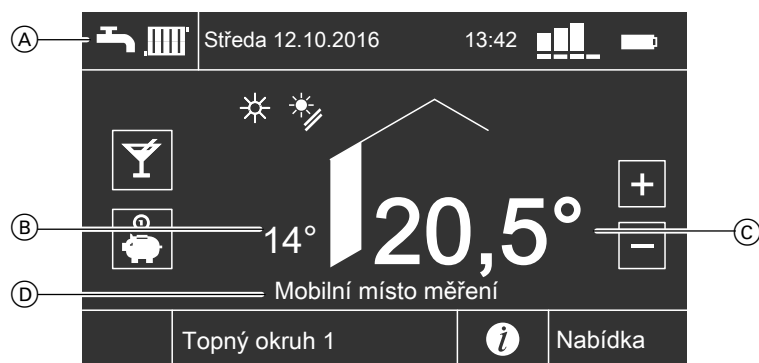 A
Středa 12.10.2016 13:42
B
14°
20,5°
C
+
−
D
Mobilní místo měření
Topný okruh 1
i
Nabídka